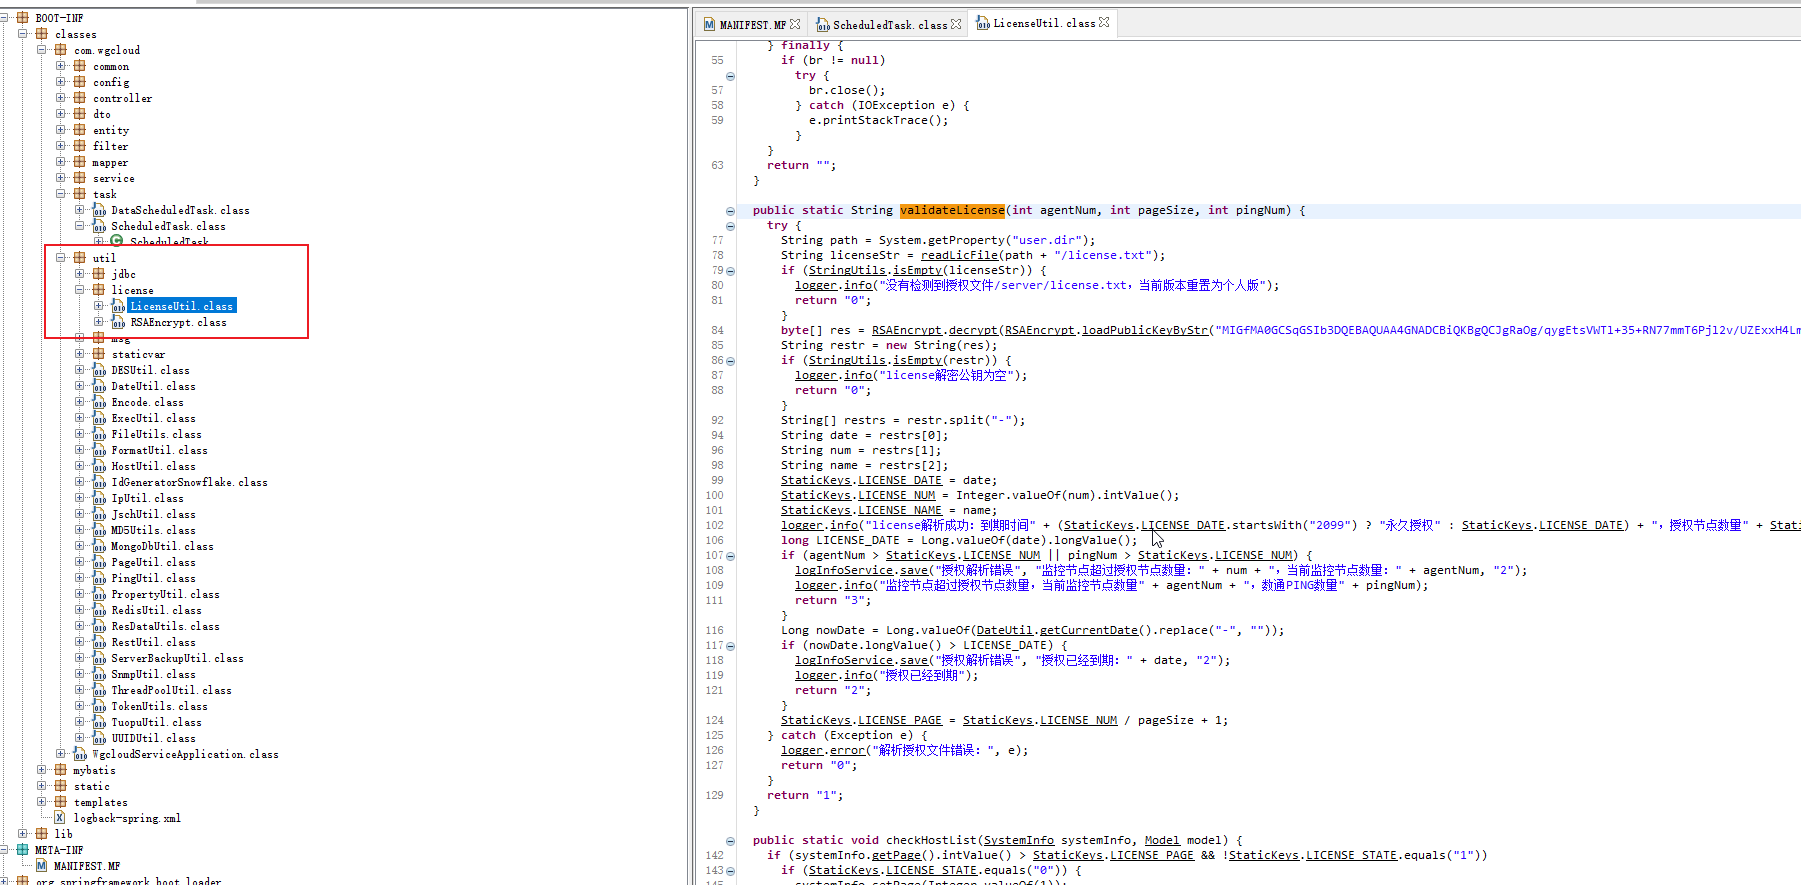 BOOT-INF
classes
com.wgcloud
common
config
controller
dto
entity
filter
mapper
service
task
DataScheduledTask.class
ScheduledTask.class
ScheduledTask
util
jdbc
license
LicenseUtil.class
RSAEncrypt.class
msg
staticvar
DESUtil.class
DateUtil.class
Encode.class
ExecUtil.class
FileUtils.class
FormatUtil.class
HostUtil.class
IdGeneratorSnowflake.class
IpUtil.class
JschUtil.class
MD5Utils.class
MongoDbUtil.class
PageUtil.class
PingUtil.class
PropertyUtil.class
RedisUtil.class
ResDataUtils.class
RestUtil.class
ServerBackupUtil.class
SnmpUtil.class
ThreadPoolUtil.class
TokenUtils.class
TuopuUtil.class
UUIDUtil.class
WgcloudServiceApplication.class
mybatis
static
templates
logback-spring.xml
lib
META-INF
MANIFEST.MF
org.springframework.boot.loader
MANIFEST.MF ScheduledTask.class LicenseUtil.class
} finally {
55 if (br != null)
try {
57 br.close();
58 } catch (IOException e) {
59 e.printStackTrace();
}
}
63 return "";
}
public static String validateLicense(int agentNum, int pageSize, int pingNum) {
try {
77 String path = System.getProperty("user.dir");
78 String licenseStr = readLicFile(path + "/license.txt");
79 if (StringUtils.isEmpty(licenseStr)) {
80 logger.info("没有检测到授权文件/server/license.txt，当前版本重置为个人版");
81 return "0";
}
84 byte[] res = RSAEncrypt.decrypt(RSAEncrypt.loadPublicKeyByStr("MIGfMA0GCSqGSIb3DQEBAQUAA4GNADCBiQKBgQCJgRaOg/qygEtsVWTl+35+RN77mmT6Pjl2v/UZExxH4Lm
85 String restr = new String(res);
86 if (StringUtils.isEmpty(restr)) {
87 logger.info("license解密公钥为空");
88 return "0";
}
92 String[] restrs = restr.split("-");
94 String date = restrs[0];
96 String num = restrs[1];
98 String name = restrs[2];
99 StaticKeys.LICENSE_DATE = date;
100 StaticKeys.LICENSE_NUM = Integer.valueOf(num).intValue();
101 StaticKeys.LICENSE_NAME = name;
102 logger.info("license解析成功：到期时间" + (StaticKeys.LICENSE_DATE.startsWith("2099") ? "永久授权" : StaticKeys.LICENSE_DATE) + "，授权节点数量" + Stat
106 long LICENSE_DATE = Long.valueOf(date).longValue();
107 if (agentNum > StaticKeys.LICENSE_NUM || pingNum > StaticKeys.LICENSE_NUM) {
108 logInfoService.save("授权解析错误", "监控节点超过授权节点数量：" + num + "，当前监控节点数量：" + agentNum, "2");
109 logger.info("监控节点超过授权节点数量，当前监控节点数量" + agentNum + "，数通PING数量" + pingNum);
111 return "3";
}
116 Long nowDate = Long.valueOf(DateUtil.getCurrentDate().replace("-", ""));
117 if (nowDate.longValue() > LICENSE_DATE) {
118 logInfoService.save("授权解析错误", "授权已经到期：" + date, "2");
119 logger.info("授权已经到期");
121 return "2";
}
124 StaticKeys.LICENSE_PAGE = StaticKeys.LICENSE_NUM / pageSize + 1;
125 } catch (Exception e) {
126 logger.error("解析授权文件错误：", e);
127 return "0";
}
129 return "1";
}
public static void checkHostList(SystemInfo systemInfo, Model model) {
142 if (systemInfo.getPage().intValue() > StaticKeys.LICENSE_PAGE && !StaticKeys.LICENSE_STATE.equals("1"))
143 if (StaticKeys.LICENSE_STATE.equals("0")) {
145 systemInfo.setPage(Integer.valueOf(1));